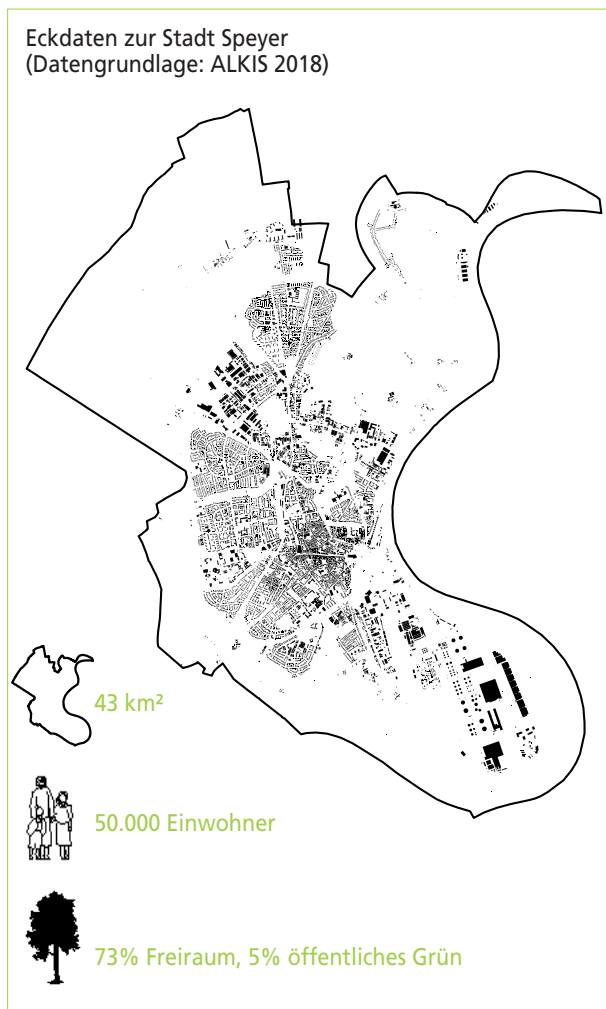 Eckdaten zur Stadt Speyer
(Datengrundlage: ALKIS 2018)
43 km²
50.000 Einwohner
73% Freiraum, 5% öffentliches Grün